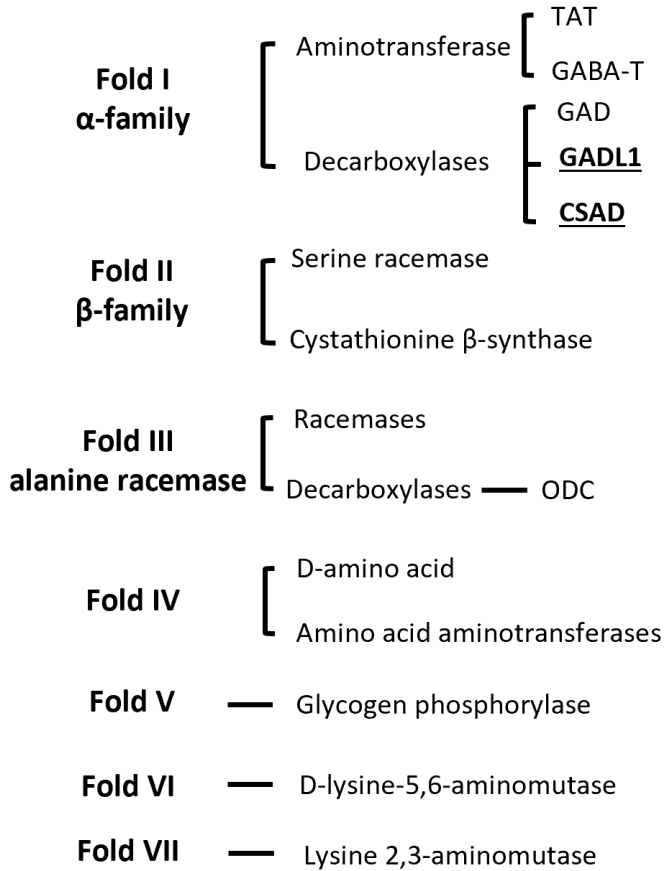 Fold I
α-family
Aminotransferase
TAT
GABA-T
Decarboxylases
GAD
GADL1
CSAD
Fold II
β-family
Serine racemase
Cystathionine β-synthase
Fold III
alanine racemase
Racemases
Decarboxylases
ODC
Fold IV
D-amino acid
Amino acid aminotransferases
Fold V
Glycogen phosphorylase
Fold VI
D-lysine-5,6-aminomutase
Fold VII
Lysine 2,3-aminomutase